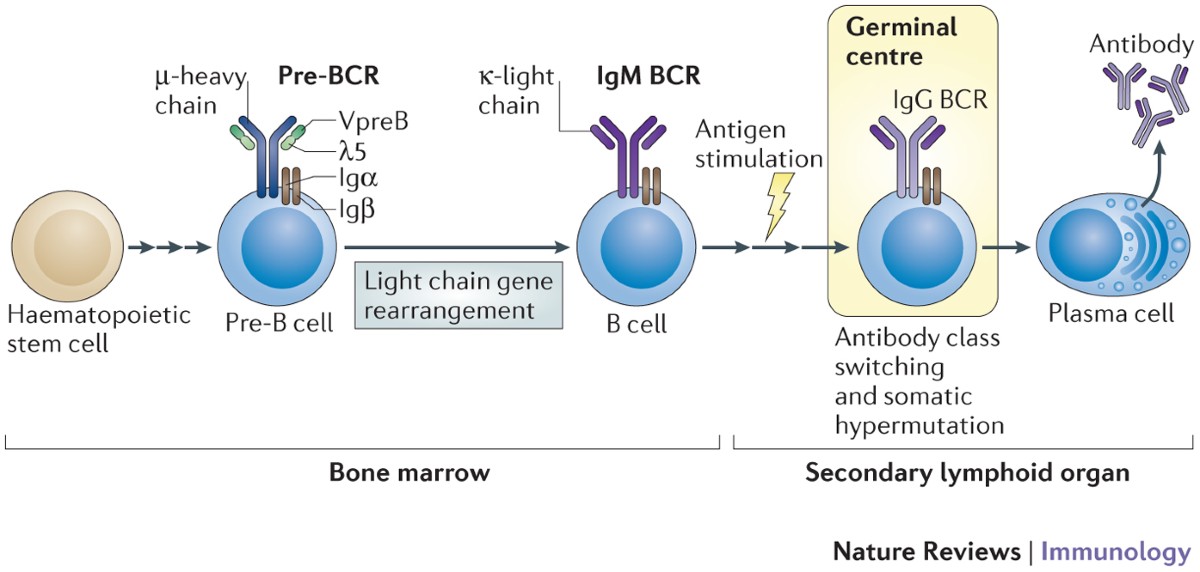 Germinal
centre
Antibody
μ-heavy
chain
Pre-BCR
κ-light
chain
IgM BCR
IgG BCR
VpreB
λ5
Igα
Igβ
Antigen
stimulation
Haematopoietic
stem cell
Pre-B cell
Light chain gene
rearrangement
B cell
Plasma cell
Antibody class
switching
and somatic
hypermutation
Bone marrow
Secondary lymphoid organ
Nature Reviews | Immunology